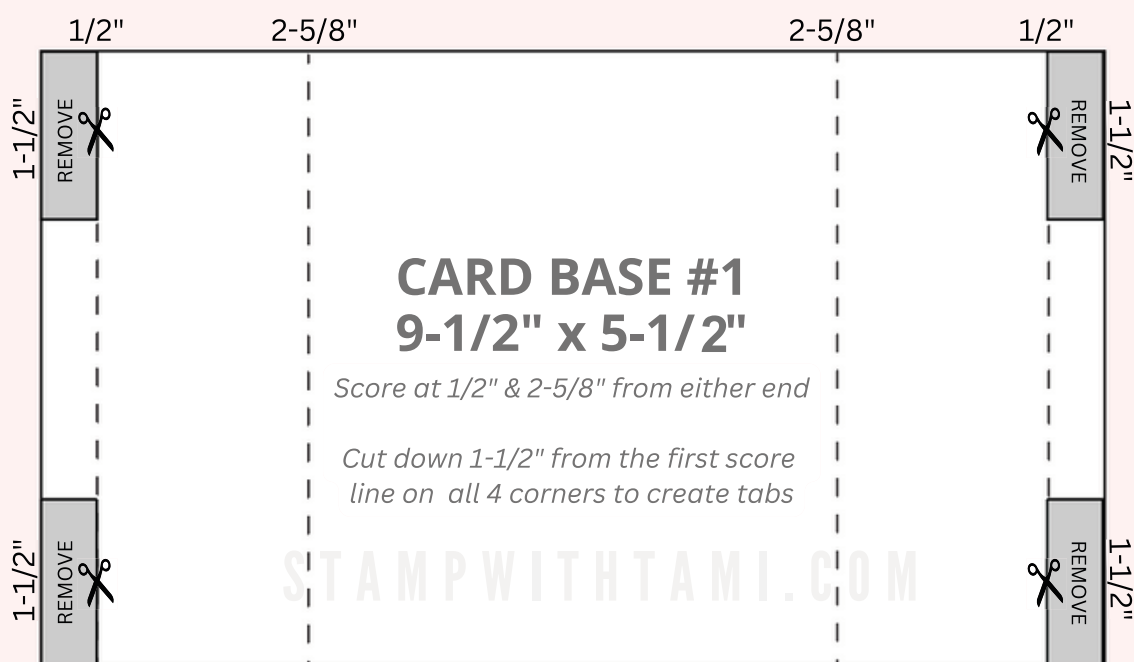 1/2" 2-5/8" 2-5/8" 1/2"
1-1/2" REMOVE REMOVE 1-1/2"
CARD BASE #1
9-1/2" x 5-1/2"
Score at 1/2" & 2-5/8" from either end
Cut down 1-1/2" from the first score
line on all 4 corners to create tabs
STAMPWITHTAMI.COM
1-1/2" REMOVE REMOVE 1-1/2"